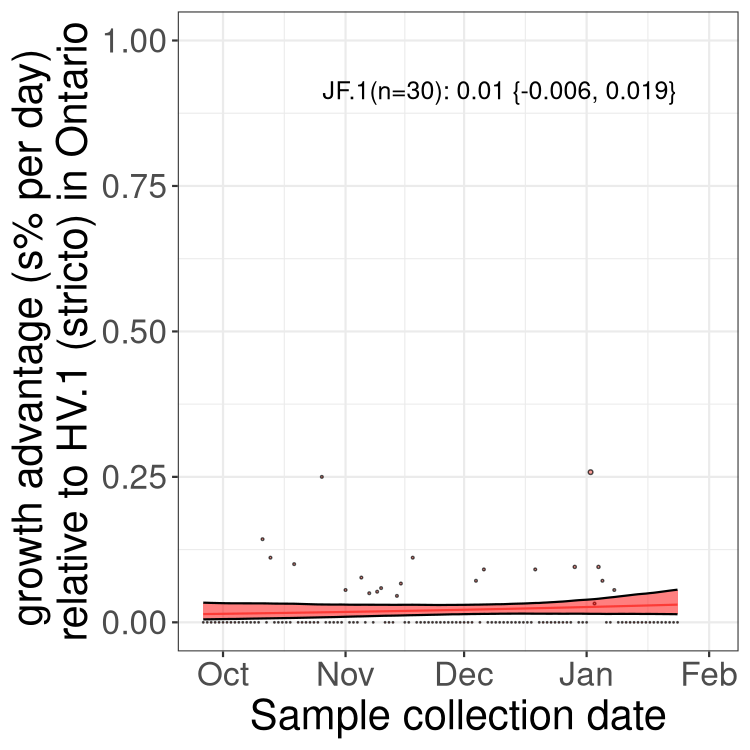 growth advantage (s% per day)
relative to HV.1 (stricto) in Ontario
1.00
0.75
0.50
0.25
0.00
JF.1(n=30): 0.01 {-0.006, 0.019}
Oct Nov Dec Jan Feb
Sample collection date